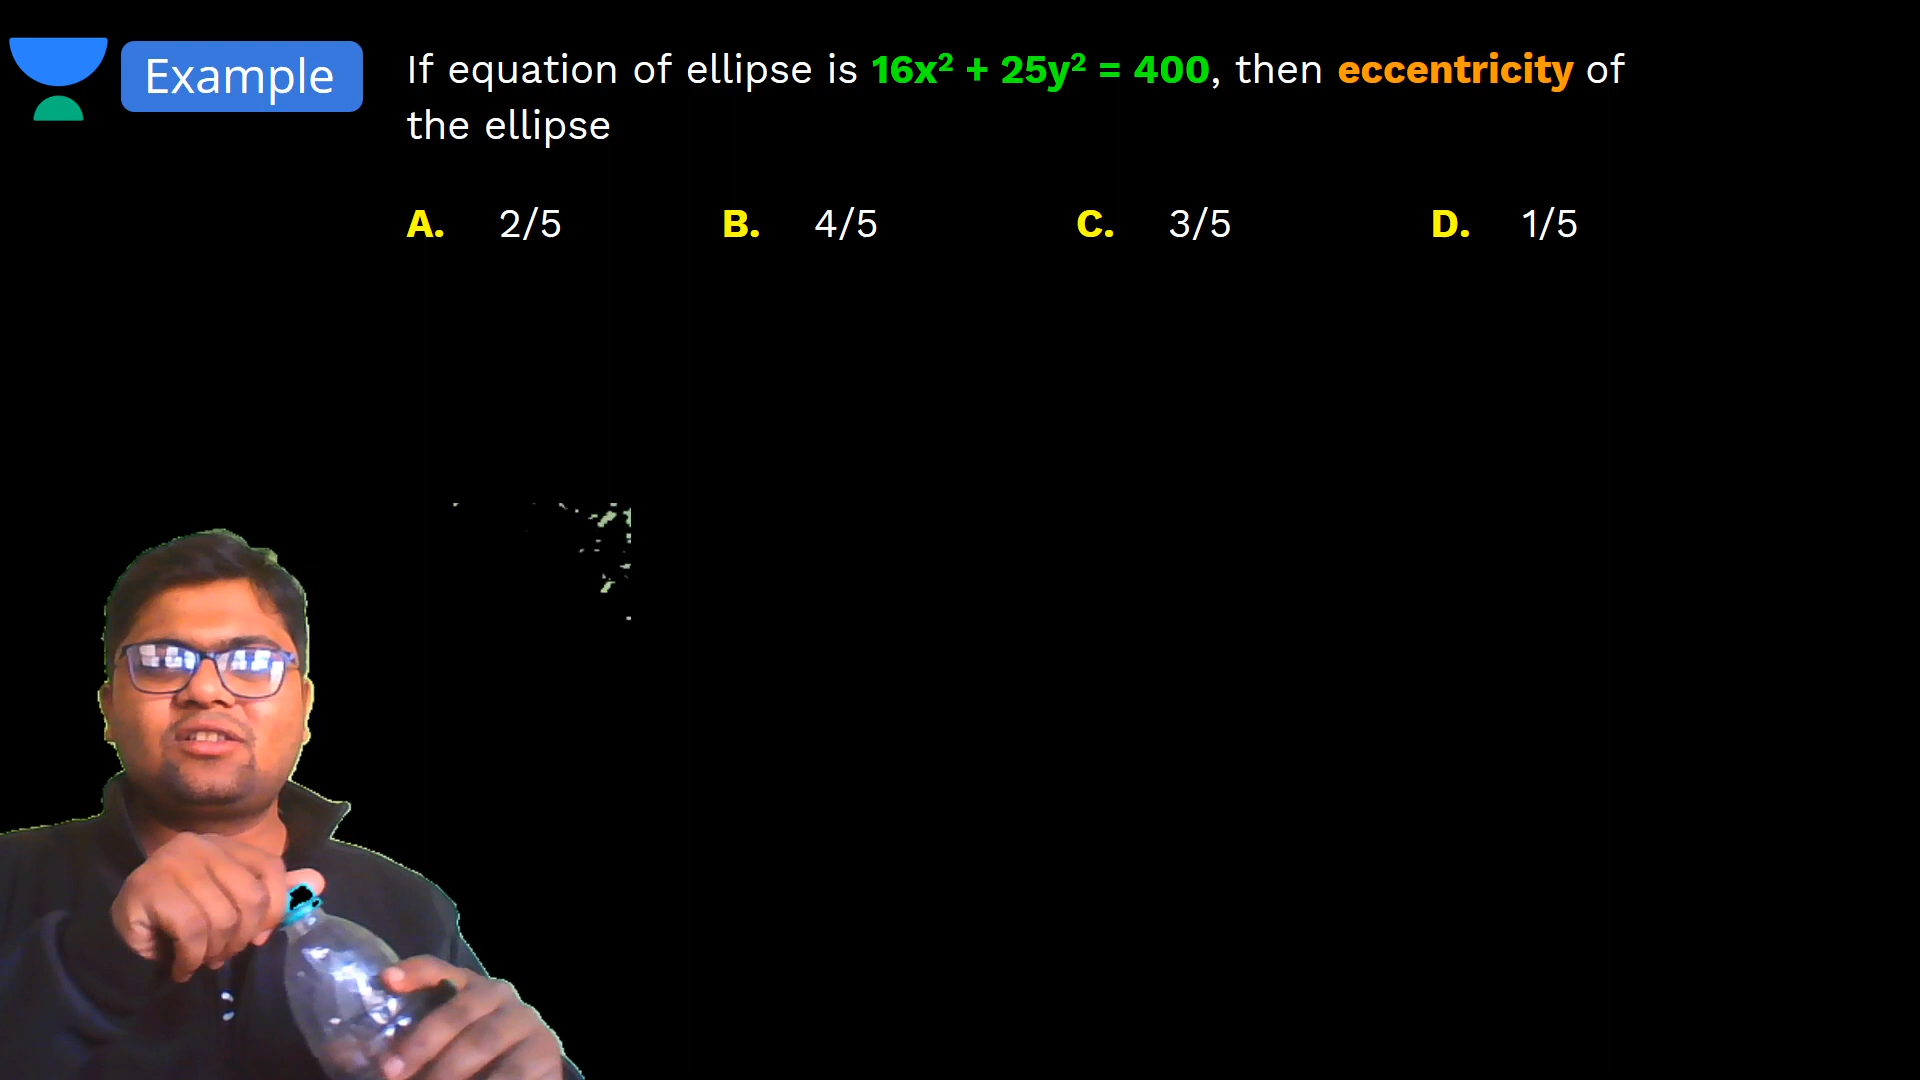 Example
If equation of ellipse is 16x² + 25y² = 400, then eccentricity of
the ellipse
A. 2/5 B. 4/5 C. 3/5 D. 1/5